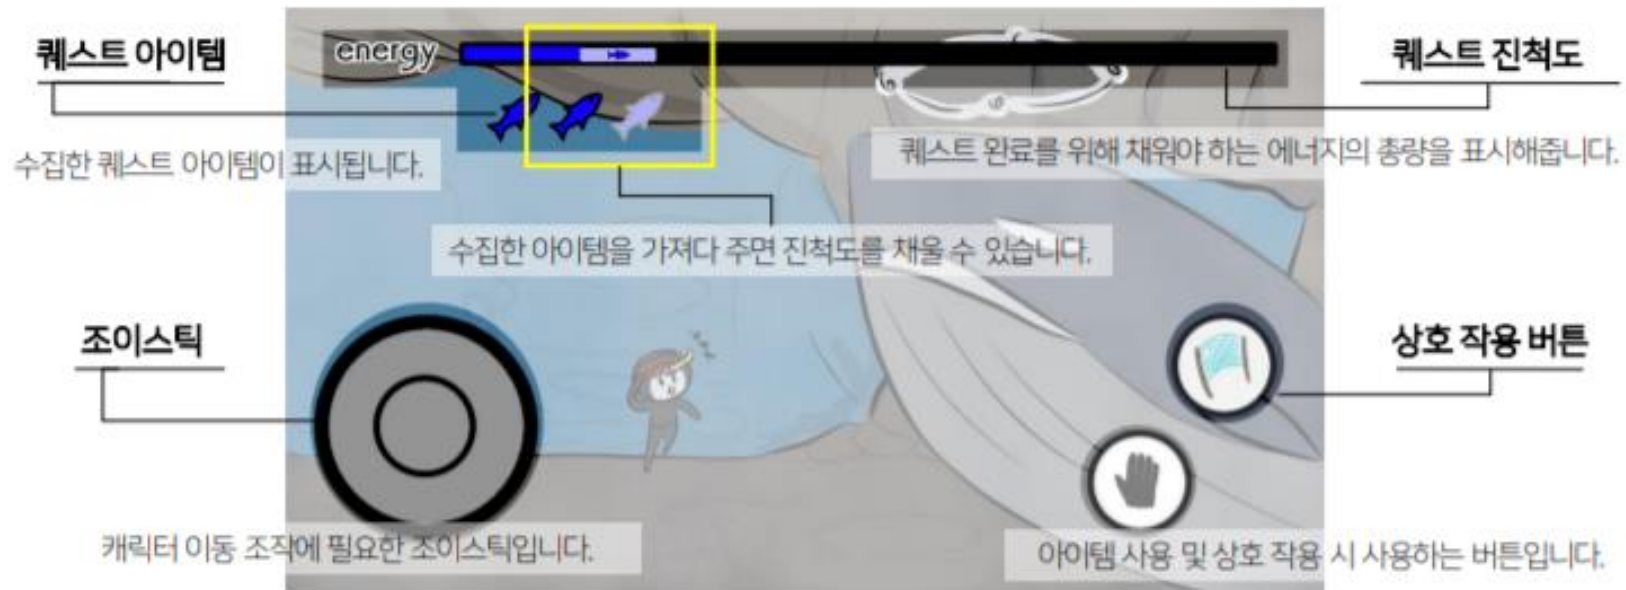 퀘스트 아이템
energy
퀘스트 진척도
수집한 퀘스트 아이템이 표시됩니다.
퀘스트 완료를 위해 채워야 하는 에너지의 총량을 표시해줍니다.
수집한 아이템을 가져다 주면 진척도를 채울 수 있습니다.
조이스틱
상호 작용 버튼
캐릭터 이동 조작에 필요한 조이스틱입니다.
아이템 사용 및 상호 작용 시 사용하는 버튼입니다.